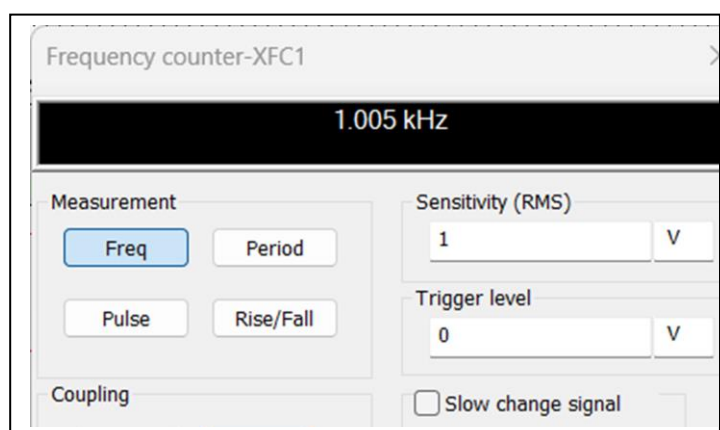 Frequency counter-XFC1
1.005 kHz
Measurement
Freq Period
Pulse Rise/Fall
Sensitivity (RMS)
1 V
Trigger level
0 V
Coupling
Slow change signal